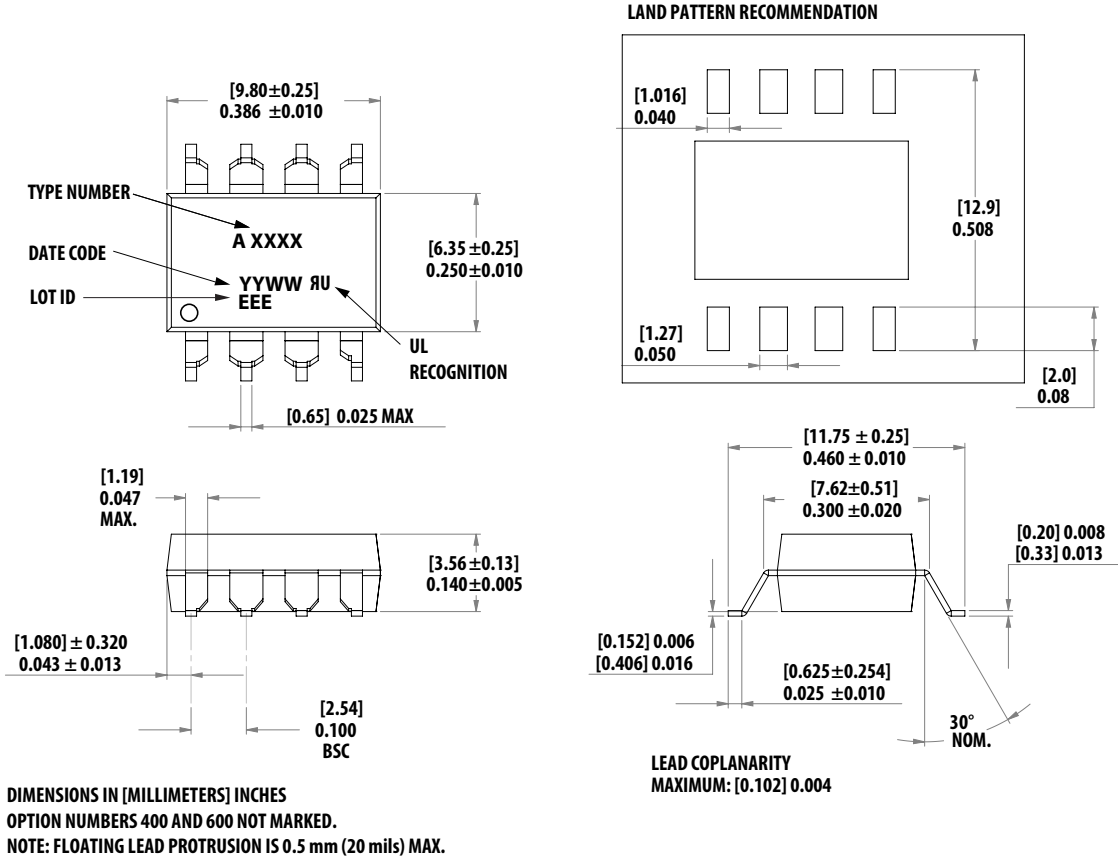 LAND PATTERN RECOMMENDATION
[9.80±0.25]
0.386 ±0.010
TYPE NUMBER
A XXXX
DATE CODE
YYWW RU
LOT ID
EEE
[6.35±0.25]
0.250±0.010
UL
RECOGNITION
[0.65] 0.025 MAX
[1.016]
0.040
[12.9]
0.508
[1.27]
0.050
[2.0]
0.08
[1.19]
0.047
MAX.
[3.56±0.13]
0.140±0.005
[1.080] ± 0.320
0.043 ± 0.013
[2.54]
0.100
BSC
[11.75 ± 0.25]
0.460 ± 0.010
[7.62±0.51]
0.300 ±0.020
[0.20] 0.008
[0.33] 0.013
[0.152] 0.006
[0.406] 0.016
[0.625±0.254]
0.025 ±0.010
30°
NOM.
LEAD COPLANARITY
MAXIMUM: [0.102] 0.004
DIMENSIONS IN [MILLIMETERS] INCHES
OPTION NUMBERS 400 AND 600 NOT MARKED.
NOTE: FLOATING LEAD PROTRUSION IS 0.5 mm (20 mils) MAX.